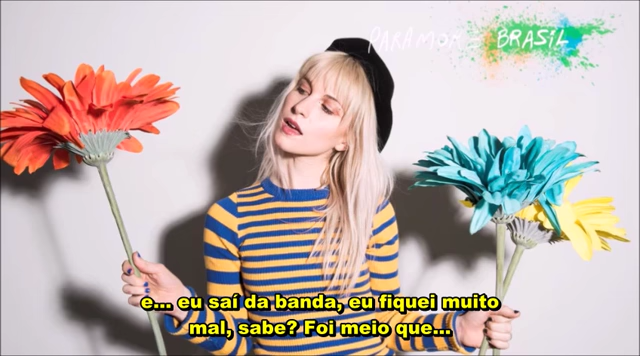 PARAMORE BRASIL
e... eu saí da banda, eu fiquei muito
mal, sabe? Foi meio que...